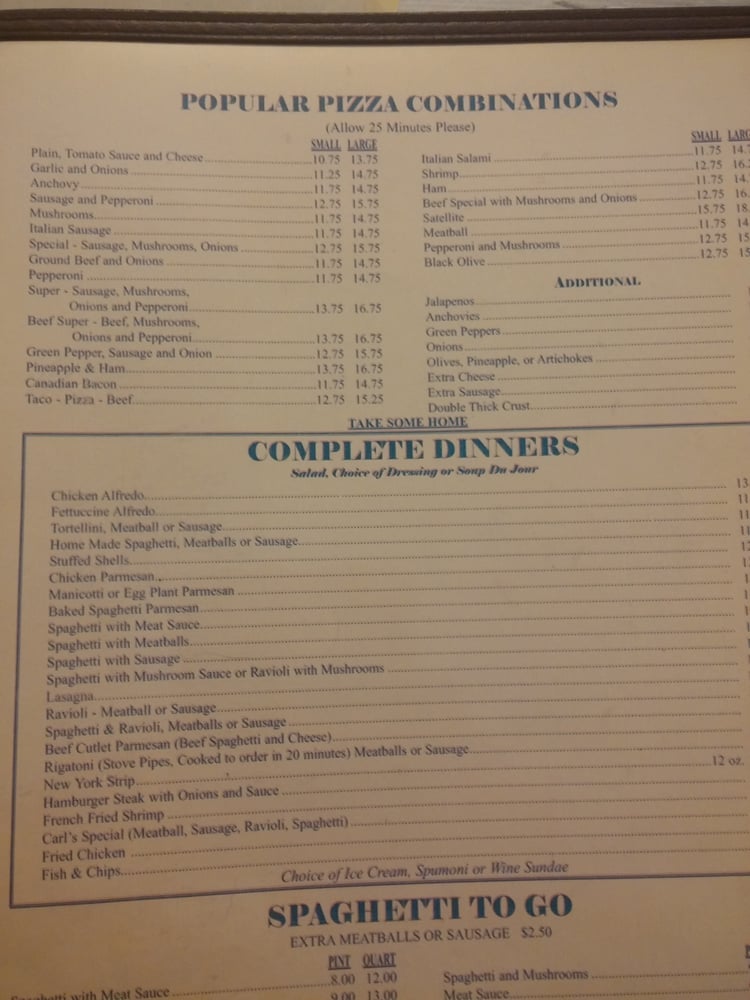 POPULAR PIZZA COMBINATIONS
(Allow 25 Minutes Please)
SMALL LARGE
Plain, Tomato Sauce and Cheese 10.75 13.75
Garlic and Onions 11.25 14.75
Anchovy 11.75 14.75
Sausage and Pepperoni 12.75 15.75
Mushrooms 11.75 14.75
Italian Sausage 11.75 14.75
Special - Sausage, Mushrooms, Onions 12.75 15.75
Ground Beef and Onions 11.75 14.75
Pepperoni 11.75 14.75
Super - Sausage, Mushrooms,
Onions and Pepperoni 13.75 16.75
Beef Super - Beef, Mushrooms,
Onions and Pepperoni 13.75 16.75
Green Pepper, Sausage and Onion 12.75 15.75
Pineapple & Ham 13.75 16.75
Canadian Bacon 11.75 14.75
Taco - Pizza - Beef 12.75 15.25
SMALL
Italian Salami 11.75
Shrimp 12.75
Ham 11.75
Beef Special with Mushrooms and Onions 12.75
Satellite 15.75
Meatball 11.75
Pepperoni and Mushrooms 12.75
Black Olive 12.75
ADDITIONAL
Jalapenos
Anchovies
Green Peppers
Onions
Olives, Pineapple, or Artichokes
Extra Cheese
Extra Sausage
Double Thick Crust
TAKE SOME HOME
COMPLETE DINNERS
Salad, Choice of Dressing or Soup Du Jour
Chicken Alfredo
Fettuccine Alfredo
Tortellini, Meatball or Sausage
Home Made Spaghetti, Meatballs or Sausage
Stuffed Shells
Chicken Parmesan
Manicotti or Egg Plant Parmesan
Baked Spaghetti Parmesan
Spaghetti with Meat Sauce
Spaghetti with Meatballs
Spaghetti with Sausage
Spaghetti with Mushroom Sauce or Ravioli with Mushrooms
Lasagna
Ravioli - Meatball or Sausage
Spaghetti & Ravioli, Meatballs or Sausage
Beef Cutlet Parmesan (Beef Spaghetti and Cheese)
Rigatoni (Stove Pipes, Cooked to order in 20 minutes) Meatballs or Sausage
New York Strip 12 oz.
Hamburger Steak with Onions and Sauce
French Fried Shrimp
Carl's Special (Meatball, Sausage, Ravioli, Spaghetti)
Fried Chicken
Fish & Chips
Choice of Ice Cream, Spumoni or Wine Sundae
SPAGHETTI TO GO
EXTRA MEATBALLS OR SAUSAGE $2.50
PINT QUART
Spaghetti with Meat Sauce 8.00 12.00
9.00 13.00
Spaghetti and Mushrooms
Meat Sauce